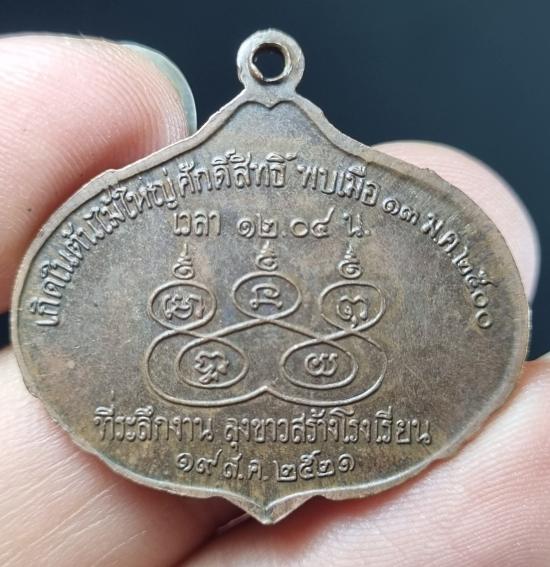 เกิดในต้นไม้ใหญ่ศักดิ์สิทธิ์ พบเมื่อ ๑๓ ม.ค. ๒๕๐๐
เวลา ๑๒.๐๔ น.
ที่ระลึกงาน ลุงขาวสร้างโรงเรียน
๑๙ ส.ค. ๒๕๒๑